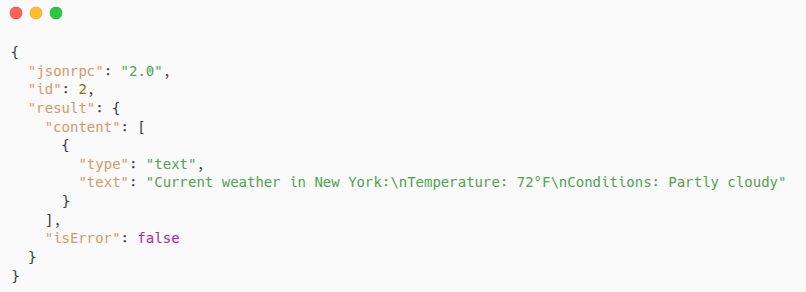 {
  "jsonrpc": "2.0",
  "id": 2,
  "result": {
    "content": [
      {
        "type": "text",
        "text": "Current weather in New York:\nTemperature: 72°F\nConditions: Partly cloudy"
      }
    ],
    "isError": false
  }
}